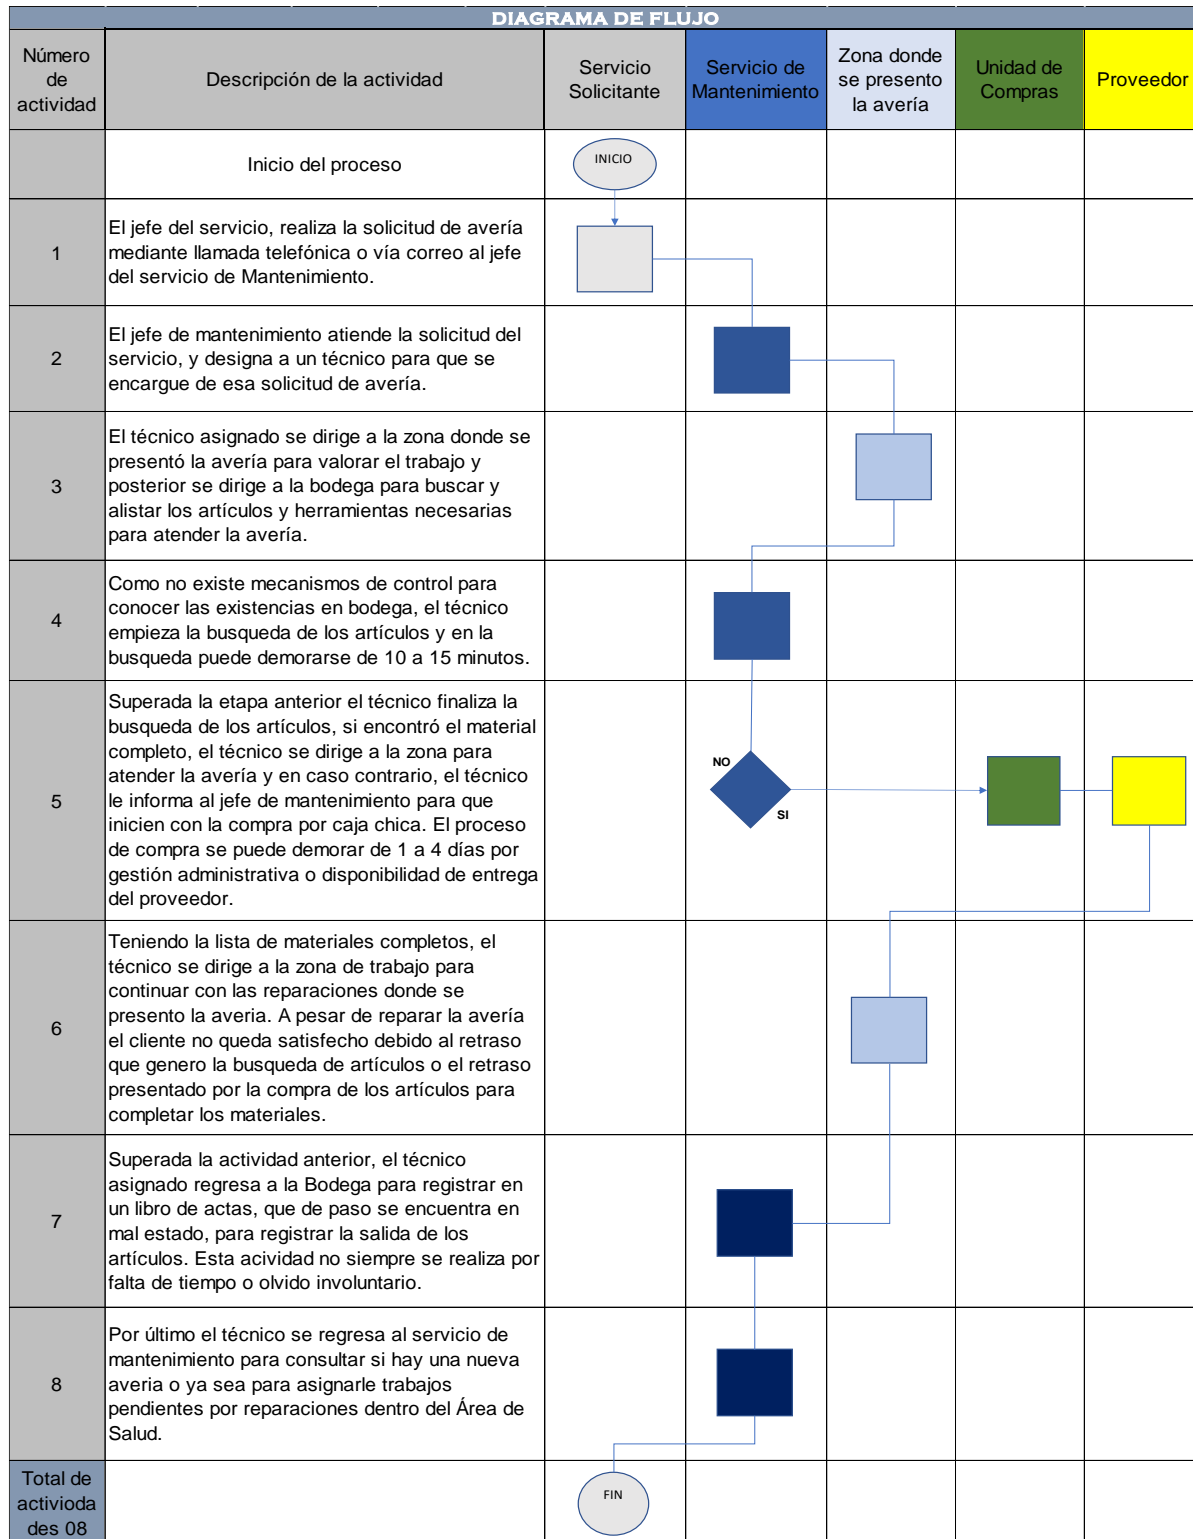 DIAGRAMA DE FLUJO
Número
de
actividad
Descripción de la actividad
Servicio
Solicitante
Servicio de
Mantenimiento
Zona donde
se presento
la avería
Unidad de
Compras
Proveedor
Inicio del proceso
INICIO
1
El jefe del servicio, realiza la solicitud de avería
mediante llamada telefónica o vía correo al jefe
del servicio de Mantenimiento.
2
El jefe de mantenimiento atiende la solicitud del
servicio, y designa a un técnico para que se
encargue de esa solicitud de avería.
3
El técnico asignado se dirige a la zona donde se
presentó la avería para valorar el trabajo y
posterior se dirige a la bodega para buscar y
alistar los artículos y herramientas necesarias
para atender la avería.
4
Como no existe mecanismos de control para
conocer las existencias en bodega, el técnico
empieza la busqueda de los artículos y en la
busqueda puede demorarse de 10 a 15 minutos.
5
Superada la etapa anterior el técnico finaliza la
busqueda de los artículos, si encontró el material
completo, el técnico se dirige a la zona para
atender la avería y en caso contrario, el técnico
le informa al jefe de mantenimiento para que
inicien con la compra por caja chica. El proceso
de compra se puede demorar de 1 a 4 días por
gestión administrativa o disponibilidad de entrega
del proveedor.
NO
SI
6
Teniendo la lista de materiales completos, el
técnico se dirige a la zona de trabajo para
continuar con las reparaciones donde se
presento la averia. A pesar de reparar la avería
el cliente no queda satisfecho debido al retraso
que genero la busqueda de artículos o el retraso
presentado por la compra de los artículos para
completar los materiales.
7
Superada la actividad anterior, el técnico
asignado regresa a la Bodega para registrar en
un libro de actas, que de paso se encuentra en
mal estado, para registrar la salida de los
artículos. Esta acividad no siempre se realiza por
falta de tiempo o olvido involuntario.
8
Por último el técnico se regresa al servicio de
mantenimiento para consultar si hay una nueva
averia o ya sea para asignarle trabajos
pendientes por reparaciones dentro del Área de
Salud.
Total de
activioda
des 08
FIN